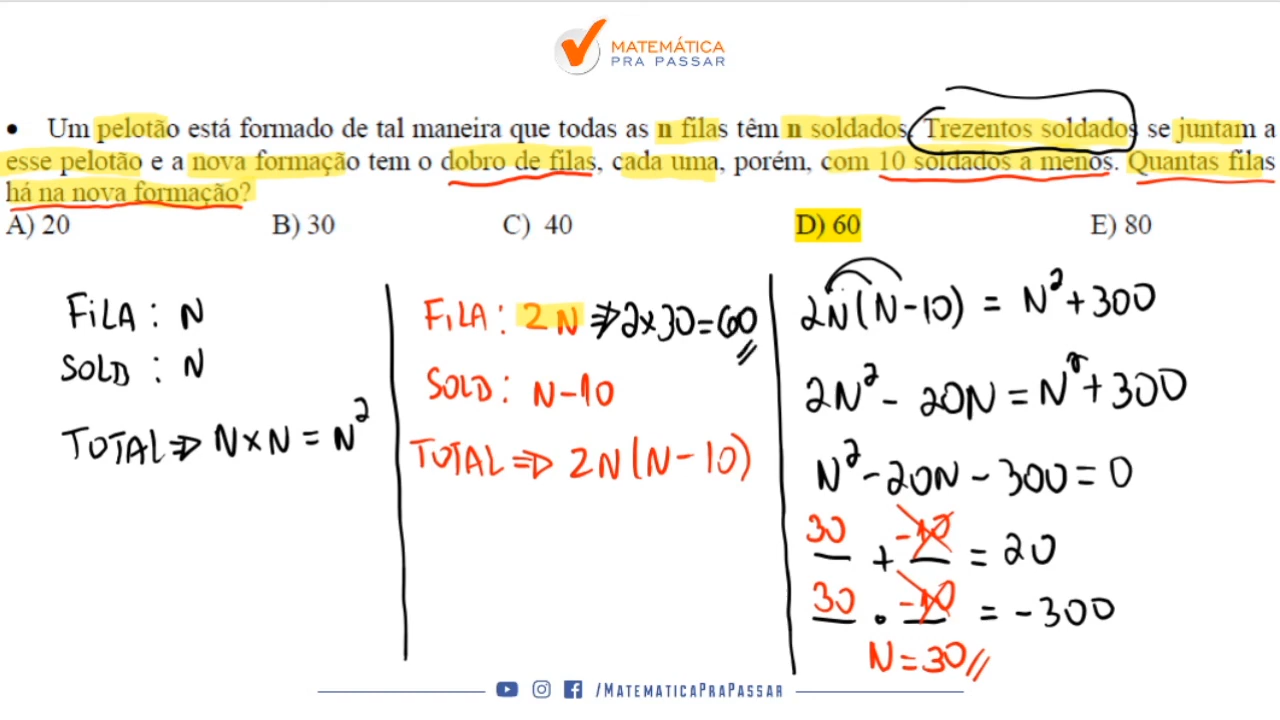 MATEMÁTICA
PRA PASSAR
• Um pelotão está formado de tal maneira que todas as n filas têm n soldados. Trezentos soldados se juntam a
esse pelotão e a nova formação tem o dobro de filas, cada uma, porém, com 10 soldados a menos. Quantas filas
há na nova formação?
A) 20 B) 30 C) 40 D) 60 E) 80
FILA : N
SOLD : N
TOTAL ⇒ N×N = N²
FILA : 2N ⇒ 2×30=60
SOLD : N-10
TOTAL ⇒ 2N(N-10)
2N(N-10) = N²+300
2N² - 20N = N²+300
N² - 20N - 300 = 0
30 + -10 = 20
30 . -10 = -300
N = 30//
/MATEMATICAPRAPASSAR